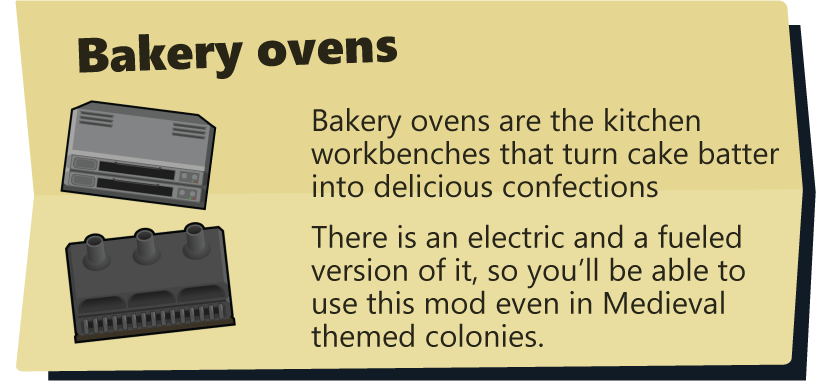 Bakery ovens
Bakery ovens are the kitchen
workbenches that turn cake batter
into delicious confections
There is an electric and a fueled
version of it, so you’ll be able to
use this mod even in Medieval
themed colonies.